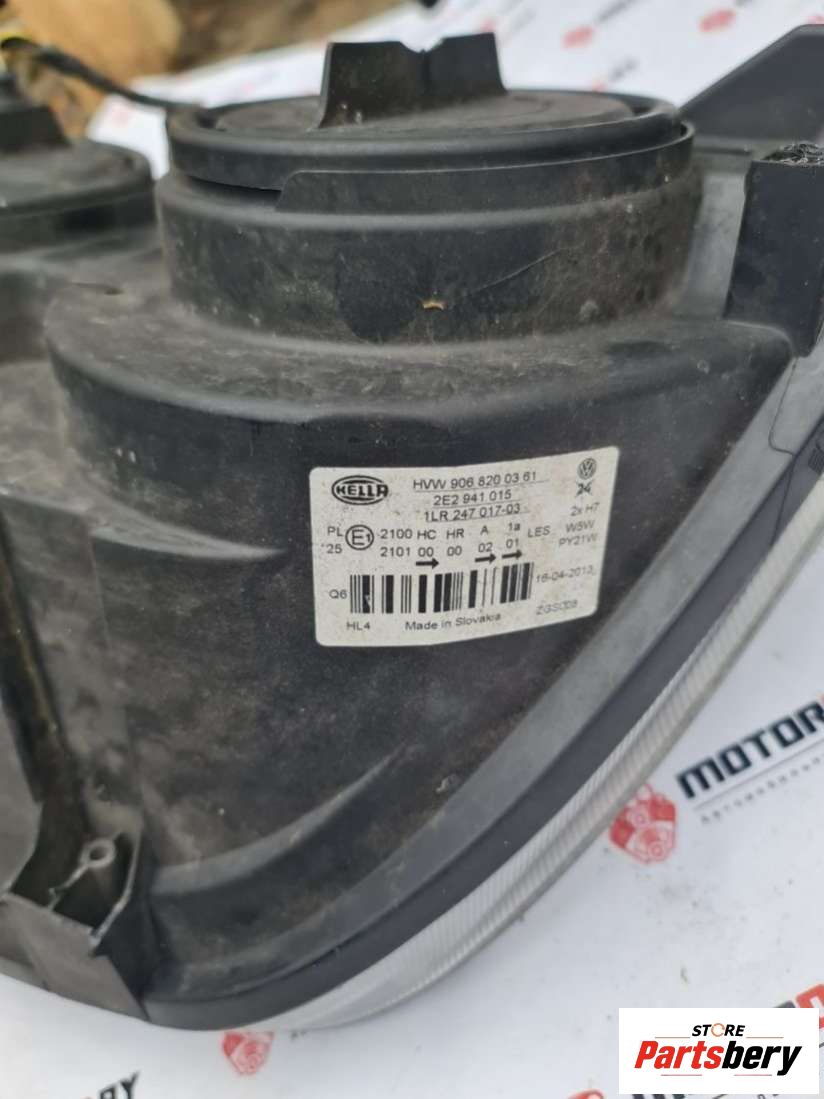 HELLA
HVW 906 820 03 61
2E2 941 015
1LR 247 017-03
24
2x H7
PL E1 2100 HC HR A 1a LES W5W
25 2101 00 00 02 01 PY21W
Q6
16-04-2013
HL4 Made in Slovakia ZGS003
MOTOR
STORE
Partsbery